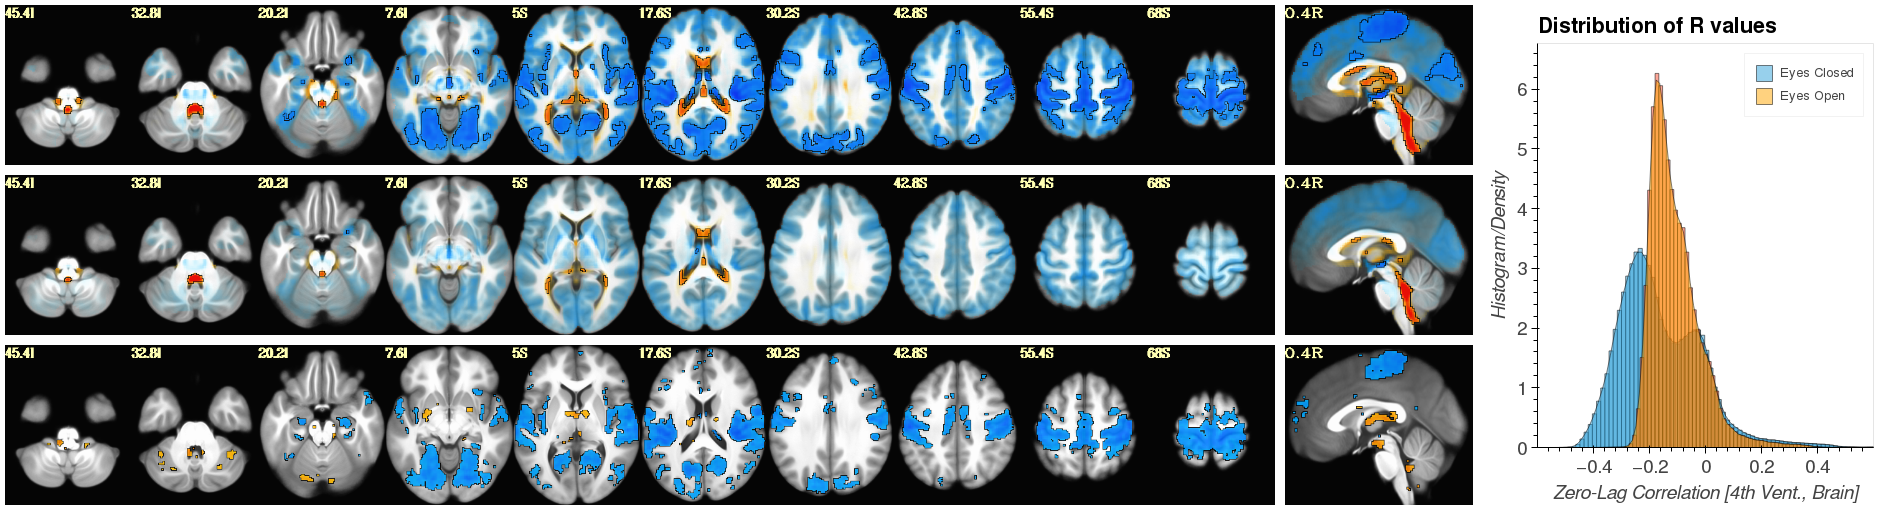 45.4I 32.8I 20.2I 7.6I 5S 17.6S 30.2S 42.8S 55.4S 68S 0.4R
45.4I 32.8I 20.2I 7.6I 5S 17.6S 30.2S 42.8S 55.4S 68S 0.4R
45.4I 32.8I 20.2I 7.6I 5S 17.6S 30.2S 42.8S 55.4S 68S 0.4R
Distribution of R values
Eyes Closed
Eyes Open
Histogram/Density
6
5
4
3
2
1
0
−0.4 −0.2 0 0.2 0.4
Zero-Lag Correlation [4th Vent., Brain]